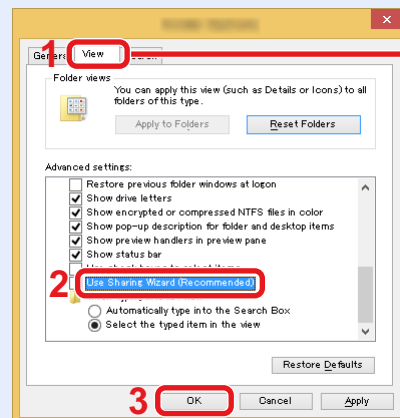 1
General
View
Folder views
You can apply this view (such as Details or Icons) to all
folders of this type.
Apply to Folders
Reset Folders
Advanced settings:
Restore previous folder windows at logon
Show drive letters
Show encrypted or compressed NTFS files in color
Show pop-up description for folder and desktop items
Show preview handlers in preview pane
Show status bar
2
Use Sharing Wizard (Recommended)
Automatically type into the Search Box
Select the typed item in the view
Restore Defaults
3
OK
Cancel
Apply